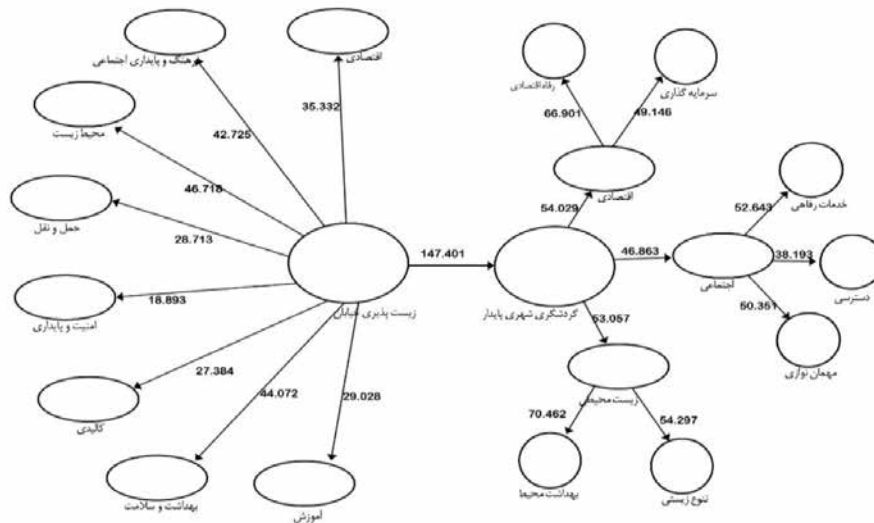 فرهنگ و پایداری اجتماعی
اقتصادی
35.332
42.725
محیط زیست
46.718
حمل و نقل
28.713
امنیت و پایداری
18.893
زیست پذیری خیابان
147.401
کالبدی
27.384
44.072
29.028
بهداشت و سلامت
آموزش
رفاه اقتصادی
سرمایه گذاری
66.901
49.146
اقتصادی
54.029
خدمات رفاهی
52.643
46.863
38.193
اجتماعی
دسترسی
50.351
مهمان نوازی
گردشگری شهری پایدار
53.057
زیست محیطی
70.462
54.297
بهداشت محیط
تنوع زیستی